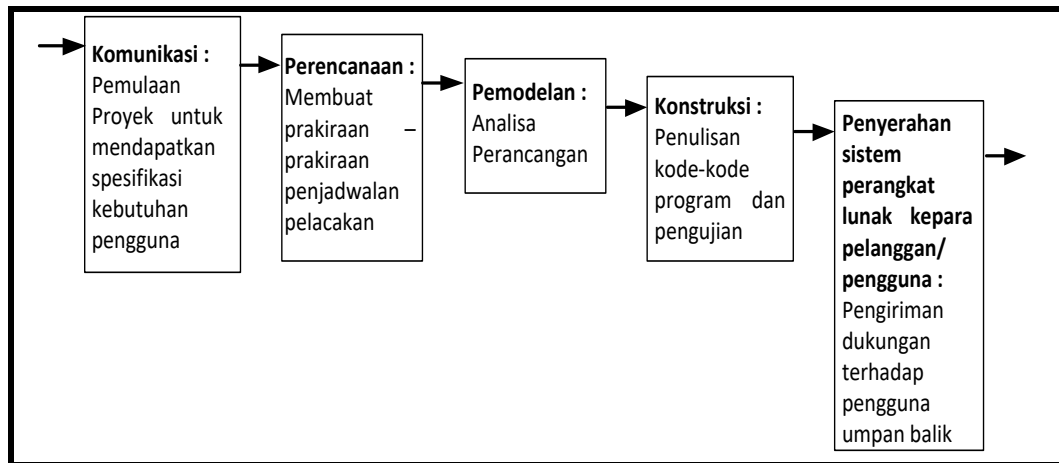 Komunikasi :
Pemulaan
Proyek untuk
mendapatkan
spesifikasi
kebutuhan
pengguna
Perencanaan :
Membuat
prakiraan –
prakiraan
penjadwalan
pelacakan
Pemodelan :
Analisa
Perancangan
Konstruksi :
Penulisan
kode-kode
program dan
pengujian
Penyerahan
sistem
perangkat
lunak kepara
pelanggan/
pengguna :
Pengiriman
dukungan
terhadap
pengguna
umpan balik